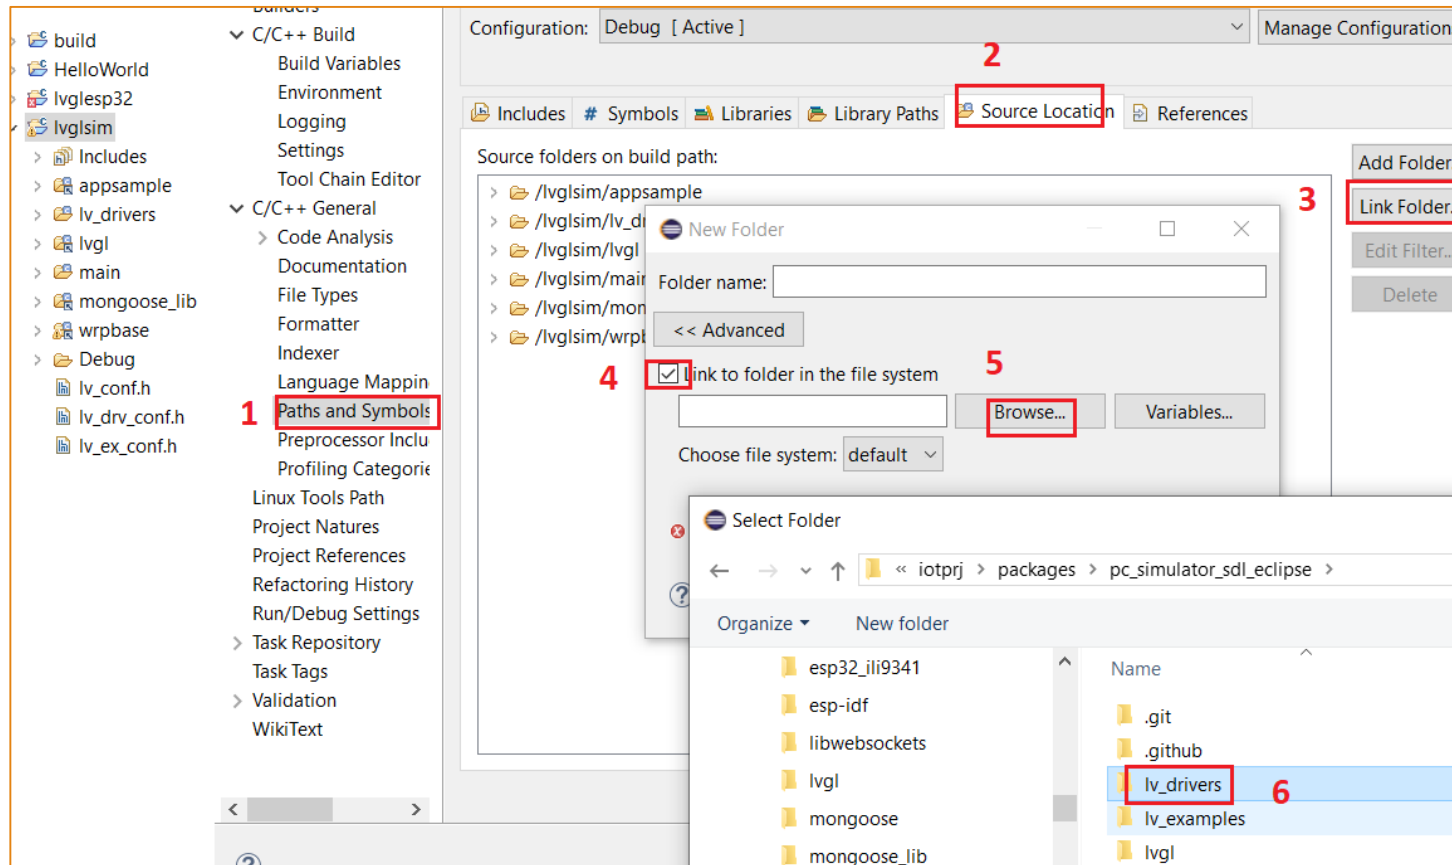 build
HelloWorld
lvglesp32
lvglsim
Includes
appsample
lv_drivers
lvgl
main
mongoose_lib
wrpbase
Debug
lv_conf.h
lv_drv_conf.h
lv_ex_conf.h
Builders
C/C++ Build
Build Variables
Environment
Logging
Settings
Tool Chain Editor
C/C++ General
Code Analysis
Documentation
File Types
Formatter
Indexer
Language Mappin
1 Paths and Symbols
Preprocessor Inclu
Profiling Categorie
Linux Tools Path
Project Natures
Project References
Refactoring History
Run/Debug Settings
Task Repository
Task Tags
Validation
WikiText
Configuration: Debug [ Active ] Manage Configuration
2
Includes # Symbols Libraries Library Paths Source Location References
Source folders on build path:
/lvglsim/appsample
/lvglsim/lv_d
/lvglsim/lvgl
/lvglsim/mai
/lvglsim/mon
/lvglsim/wrp
Add Folder
3 Link Folder.
Edit Filter...
Delete
New Folder
Folder name:
<< Advanced
4 Link to folder in the file system
5
Browse... Variables...
Choose file system: default
Select Folder
« iotprj > packages > pc_simulator_sdl_eclipse >
Organize New folder
esp32_ili9341
esp-idf
libwebsockets
lvgl
mongoose
mongoose_lib
Name
.git
.github
lv_drivers 6
lv_examples
lvgl